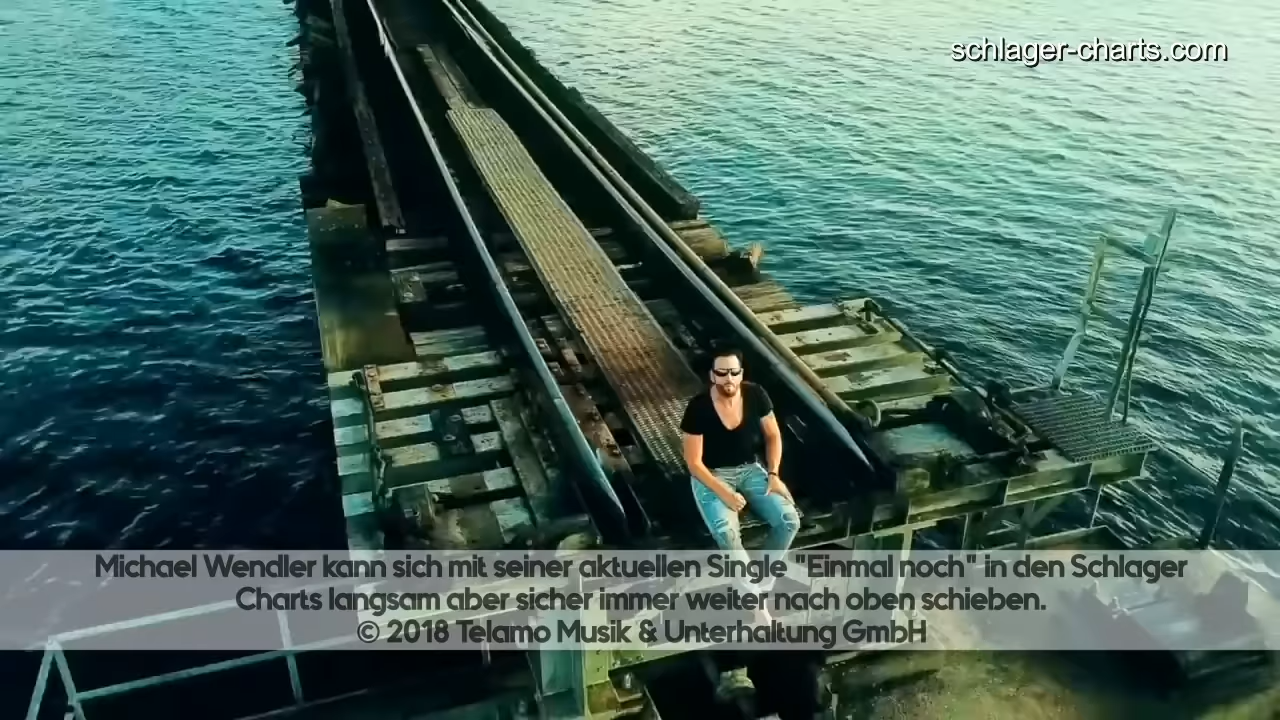 schlager-charts.com
Michael Wendler kann sich mit seiner aktuellen Single "Einmal noch" in den Schlager
Charts langsam aber sicher immer weiter nach oben schieben.
© 2018 Telamo Musik & Unterhaltung GmbH